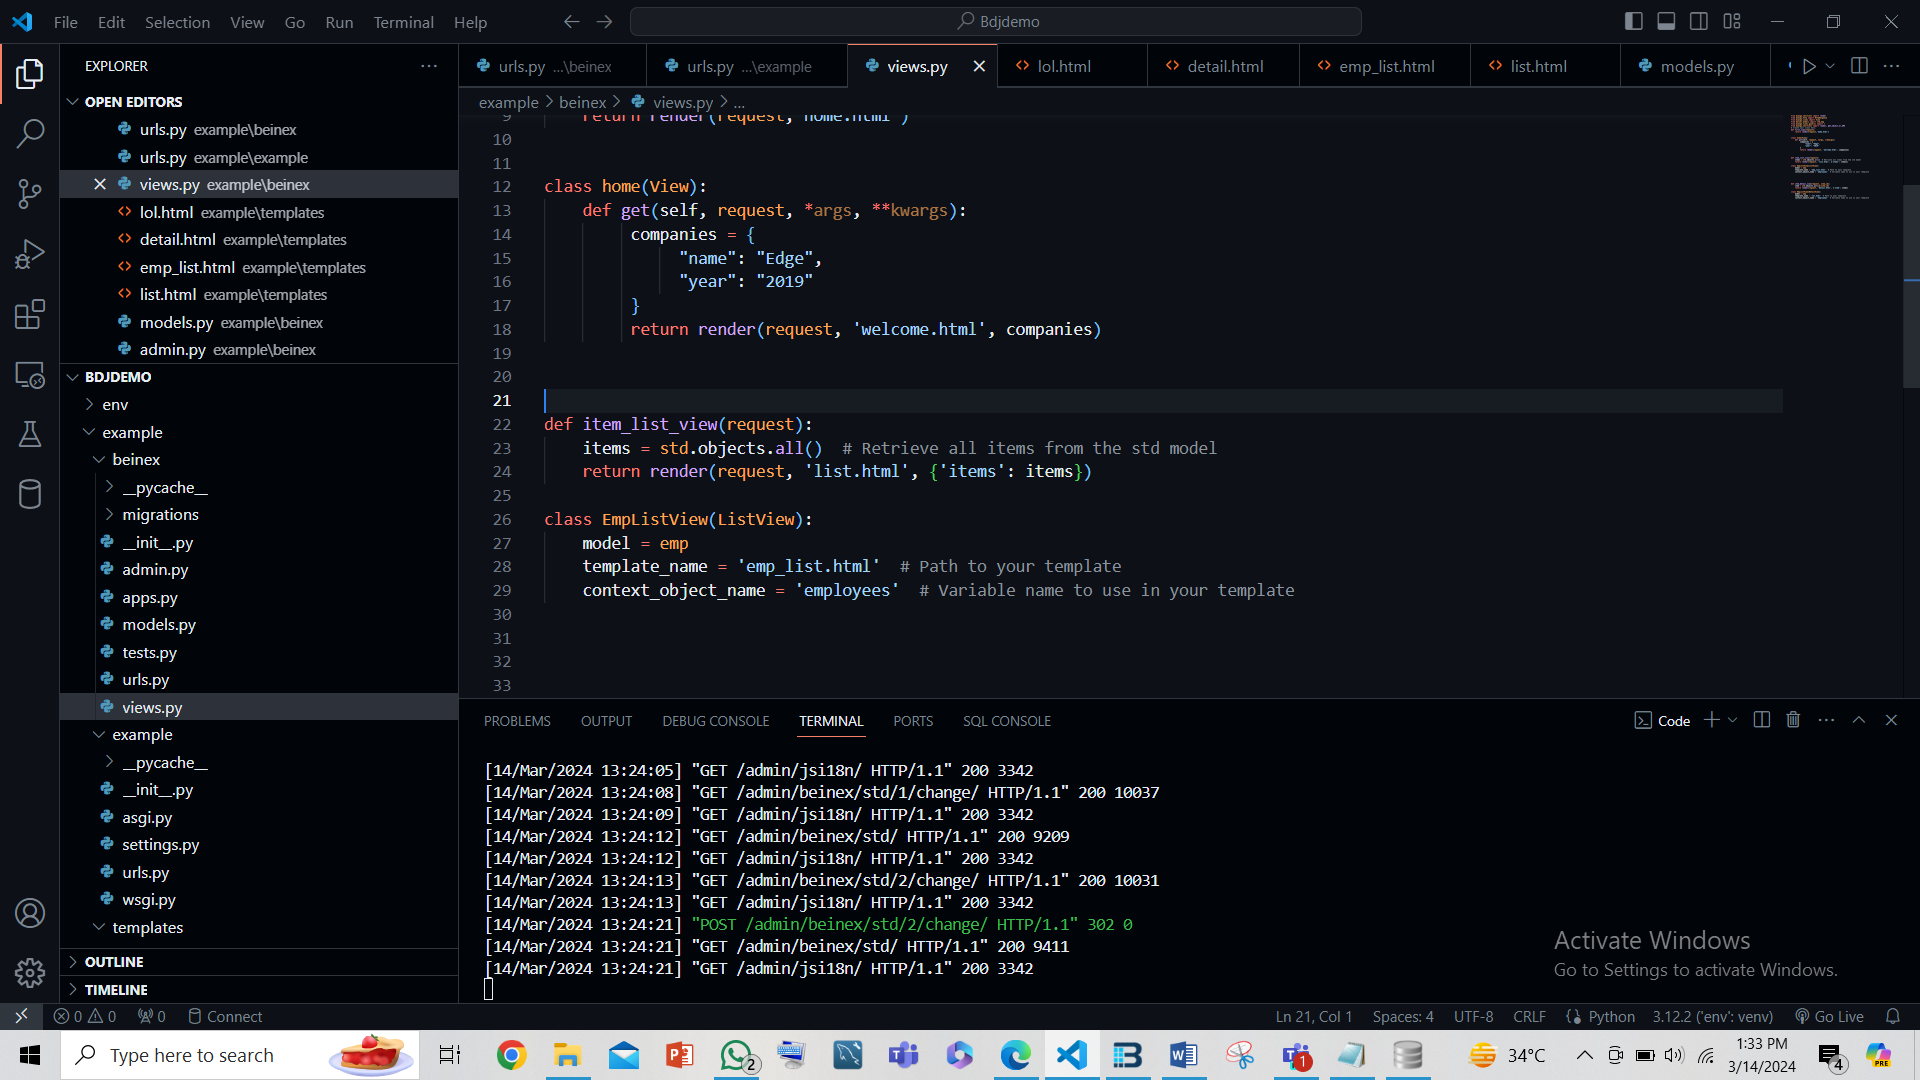 File Edit Selection View Go Run Terminal Help
Bdjdemo
EXPLORER
OPEN EDITORS
urls.py example\beinex
urls.py example\example
views.py example\beinex
lol.html example\templates
detail.html example\templates
emp_list.html example\templates
list.html example\templates
models.py example\beinex
admin.py example\beinex
BDJDEMO
env
example
beinex
__pycache__
migrations
__init__.py
admin.py
apps.py
models.py
tests.py
urls.py
views.py
example
__pycache__
__init__.py
asgi.py
settings.py
urls.py
wsgi.py
templates
OUTLINE
TIMELINE
urls.py ...\beinex urls.py ...\example views.py lol.html detail.html emp_list.html list.html models.py
example > beinex > views.py > ...
9 return render(request, 'home.html')
10
11
12 class home(View):
13 def get(self, request, *args, **kwargs):
14 companies = {
15 "name": "Edge",
16 "year": "2019"
17 }
18 return render(request, 'welcome.html', companies)
19
20
21
22 def item_list_view(request):
23 items = std.objects.all() # Retrieve all items from the std model
24 return render(request, 'list.html', {'items': items})
25
26 class EmpListView(ListView):
27 model = emp
28 template_name = 'emp_list.html' # Path to your template
29 context_object_name = 'employees' # Variable name to use in your template
30
31
32
33
PROBLEMS OUTPUT DEBUG CONSOLE TERMINAL PORTS SQL CONSOLE
Code
[14/Mar/2024 13:24:05] "GET /admin/jsi18n/ HTTP/1.1" 200 3342
[14/Mar/2024 13:24:08] "GET /admin/beinex/std/1/change/ HTTP/1.1" 200 10037
[14/Mar/2024 13:24:09] "GET /admin/jsi18n/ HTTP/1.1" 200 3342
[14/Mar/2024 13:24:12] "GET /admin/beinex/std/ HTTP/1.1" 200 9209
[14/Mar/2024 13:24:12] "GET /admin/jsi18n/ HTTP/1.1" 200 3342
[14/Mar/2024 13:24:13] "GET /admin/beinex/std/2/change/ HTTP/1.1" 200 10031
[14/Mar/2024 13:24:13] "GET /admin/jsi18n/ HTTP/1.1" 200 3342
[14/Mar/2024 13:24:21] "POST /admin/beinex/std/2/change/ HTTP/1.1" 302 0
[14/Mar/2024 13:24:21] "GET /admin/beinex/std/ HTTP/1.1" 200 9411
[14/Mar/2024 13:24:21] "GET /admin/jsi18n/ HTTP/1.1" 200 3342
Activate Windows
Go to Settings to activate Windows.
0 0 0 Connect
Ln 21, Col 1 Spaces: 4 UTF-8 CRLF Python 3.12.2 ('env': venv) Go Live
Type here to search
2
1
34°C
1:33 PM
3/14/2024
4
PRE